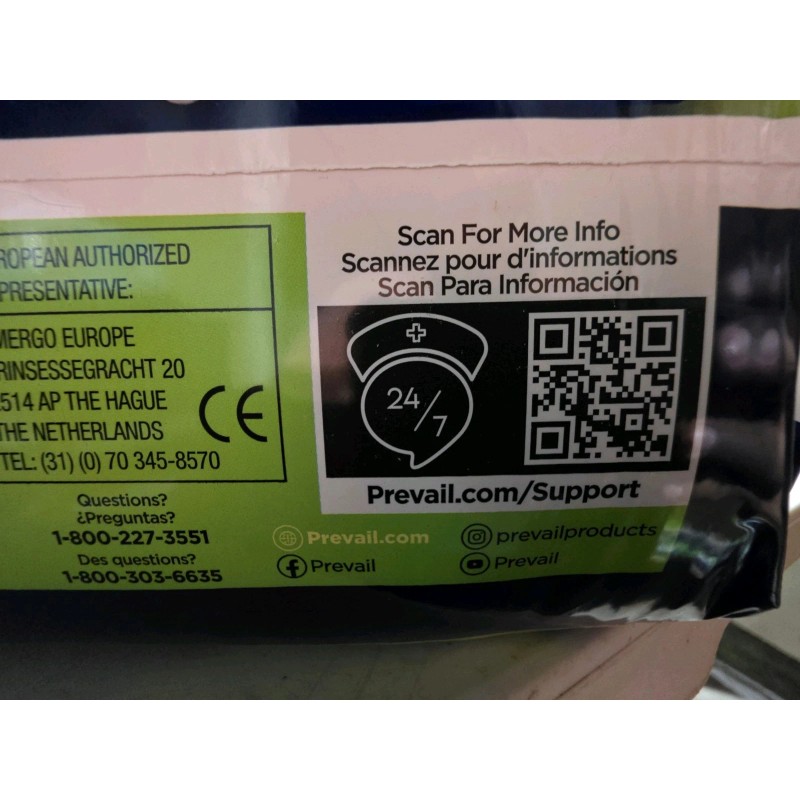 ROPEAN AUTHORIZED
PRESENTATIVE:
MERGO EUROPE
RINSESSEGRACHT 20
2514 AP THE HAGUE
THE NETHERLANDS
TEL: (31) (0) 70 345-8570
CE
Questions?
¿Preguntas?
1-800-227-3551
Des questions?
1-800-303-6635
Scan For More Info
Scannez pour d'informations
Scan Para Información
24/7
Prevail.com/Support
Prevail.com
prevailproducts
Prevail
Prevail